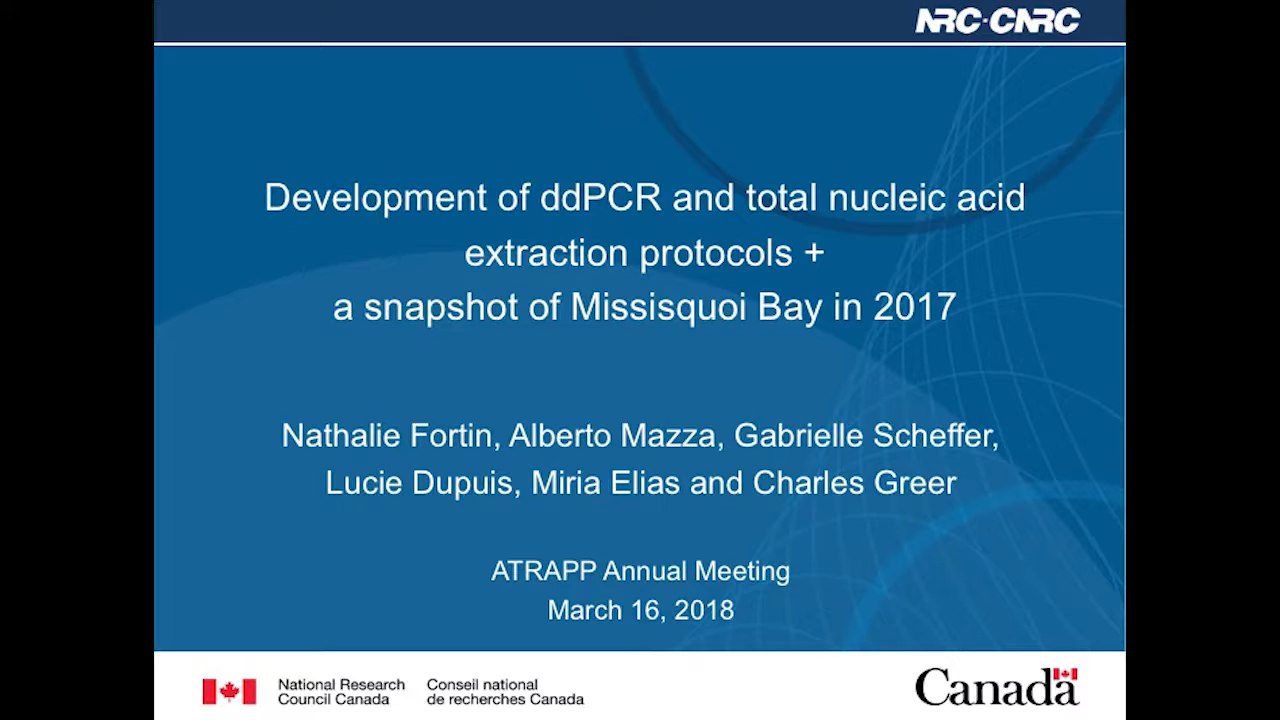 NRC·CNRC
Development of ddPCR and total nucleic acid
extraction protocols +
a snapshot of Missisquoi Bay in 2017
Nathalie Fortin, Alberto Mazza, Gabrielle Scheffer,
Lucie Dupuis, Miria Elias and Charles Greer
ATRAPP Annual Meeting
March 16, 2018
National Research
Council Canada
Conseil national
de recherches Canada
Canada